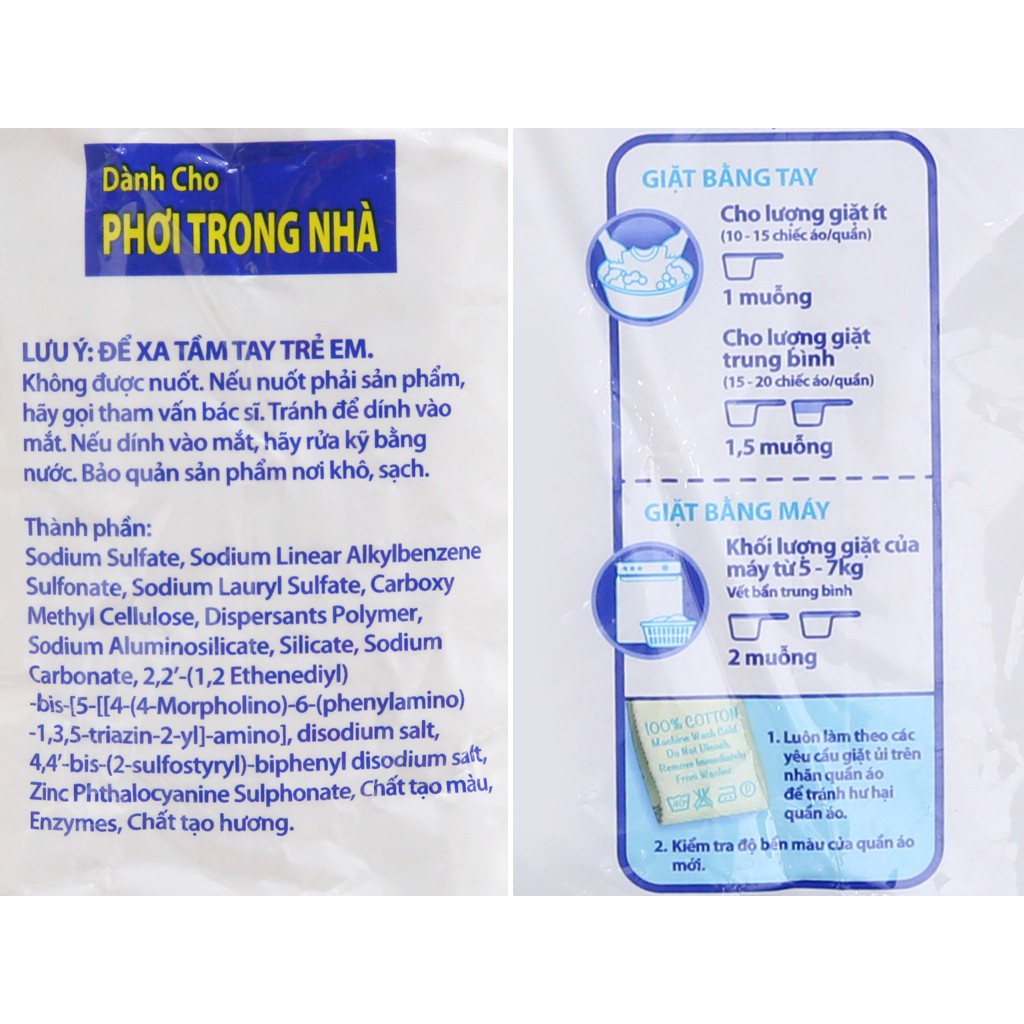 Dành Cho
PHƠI TRONG NHÀ
LƯU Ý: ĐỂ XA TẦM TAY TRẺ EM.
Không được nuốt. Nếu nuốt phải sản phẩm,
hãy gọi tham vấn bác sĩ. Tránh để dính vào
mắt. Nếu dính vào mắt, hãy rửa kỹ bằng
nước. Bảo quản sản phẩm nơi khô, sạch.
Thành phần:
Sodium Sulfate, Sodium Linear Alkylbenzene
Sulfonate, Sodium Lauryl Sulfate, Carboxy
Methyl Cellulose, Dispersants Polymer,
Sodium Aluminosilicate, Silicate, Sodium
Carbonate, 2,2’-(1,2 Ethenediyl)
-bis-[5-[[4-(4-Morpholino)-6-(phenylamino)
-1,3,5-triazin-2-yl]-amino], disodium salt,
4,4’-bis-(2-sulfostyryl)-biphenyl disodium salt,
Zinc Phthalocyanine Sulphonate, Chất tạo màu,
Enzymes, Chất tạo hương.
GIẶT BẰNG TAY
Cho lượng giặt ít
(10 - 15 chiếc áo/quần)
1 muỗng
Cho lượng giặt
trung bình
(15 - 20 chiếc áo/quần)
1,5 muỗng
GIẶT BẰNG MÁY
Khối lượng giặt của
máy từ 5 - 7kg
Vết bẩn trung bình
2 muỗng
100% COTTON
Machine Wash Cold
Do Not Bleach,
Remove Immediately
From Washer
40
1. Luôn làm theo các
yêu cầu giặt ủi trên
nhãn quần áo
để tránh hư hại
quần áo.
2. Kiểm tra độ bền màu của quần áo
mới.